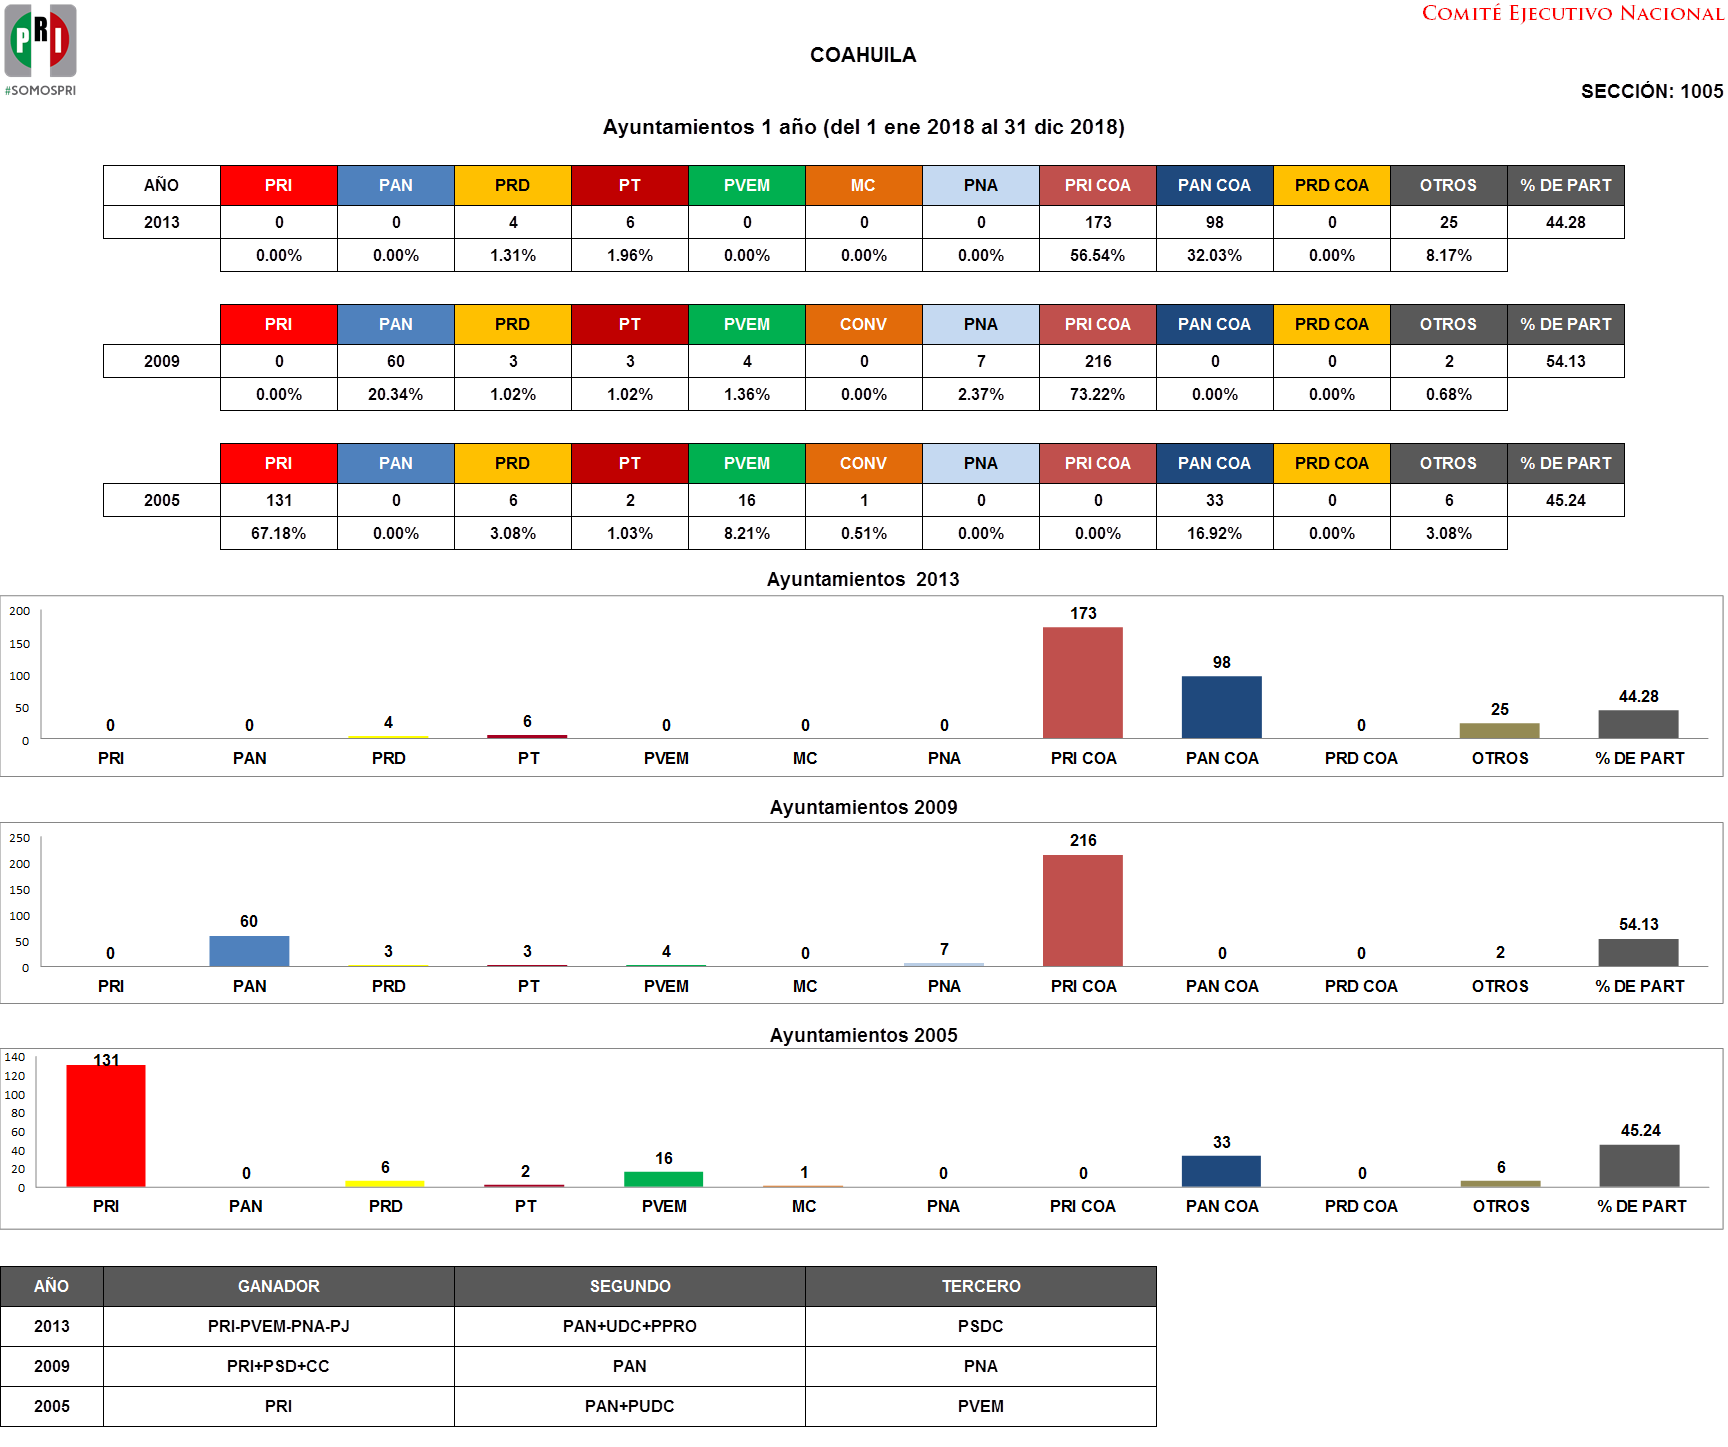 COMITÉ EJECUTIVO NACIONAL
PRI
#SOMOSPRI
COAHUILA
SECCIÓN: 1005
Ayuntamientos 1 año (del 1 ene 2018 al 31 dic 2018)
AÑO PRI PAN PRD PT PVEM MC PNA PRI COA PAN COA PRD COA OTROS % DE PART
2013 0 0 4 6 0 0 0 173 98 0 25 44.28
0.00% 0.00% 1.31% 1.96% 0.00% 0.00% 0.00% 56.54% 32.03% 0.00% 8.17%
PRI PAN PRD PT PVEM CONV PNA PRI COA PAN COA PRD COA OTROS % DE PART
2009 0 60 3 3 4 0 7 216 0 0 2 54.13
0.00% 20.34% 1.02% 1.02% 1.36% 0.00% 2.37% 73.22% 0.00% 0.00% 0.68%
PRI PAN PRD PT PVEM CONV PNA PRI COA PAN COA PRD COA OTROS % DE PART
2005 131 0 6 2 16 1 0 0 33 0 6 45.24
67.18% 0.00% 3.08% 1.03% 8.21% 0.51% 0.00% 0.00% 16.92% 0.00% 3.08%
Ayuntamientos 2013
200
150
100
50
0
0 0 4 6 0 0 0 173 98 0 25 44.28
PRI PAN PRD PT PVEM MC PNA PRI COA PAN COA PRD COA OTROS % DE PART
Ayuntamientos 2009
250
200
150
100
50
0
0 60 3 3 4 0 7 216 0 0 2 54.13
PRI PAN PRD PT PVEM MC PNA PRI COA PAN COA PRD COA OTROS % DE PART
Ayuntamientos 2005
140
120
100
80
60
40
20
0
131 0 6 2 16 1 0 0 33 0 6 45.24
PRI PAN PRD PT PVEM MC PNA PRI COA PAN COA PRD COA OTROS % DE PART
AÑO GANADOR SEGUNDO TERCERO
2013 PRI-PVEM-PNA-PJ PAN+UDC+PPRO PSDC
2009 PRI+PSD+CC PAN PNA
2005 PRI PAN+PUDC PVEM